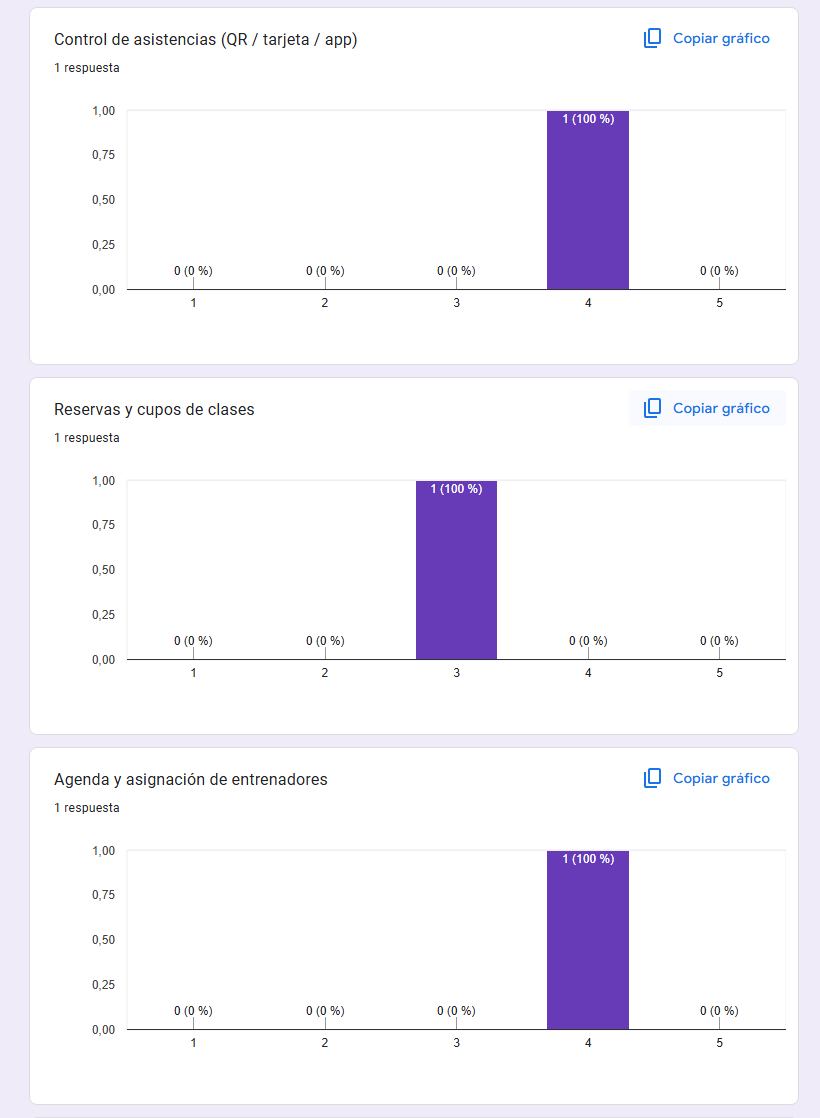 Control de asistencias (QR / tarjeta / app)
Copiar gráfico
1 respuesta
1,00
0,75
0,50
0,25
0,00
0 (0 %)
0 (0 %)
0 (0 %)
1 (100 %)
0 (0 %)
1
2
3
4
5
Reservas y cupos de clases
Copiar gráfico
1 respuesta
1,00
0,75
0,50
0,25
0,00
0 (0 %)
0 (0 %)
1 (100 %)
0 (0 %)
0 (0 %)
1
2
3
4
5
Agenda y asignación de entrenadores
Copiar gráfico
1 respuesta
1,00
0,75
0,50
0,25
0,00
0 (0 %)
0 (0 %)
0 (0 %)
1 (100 %)
0 (0 %)
1
2
3
4
5